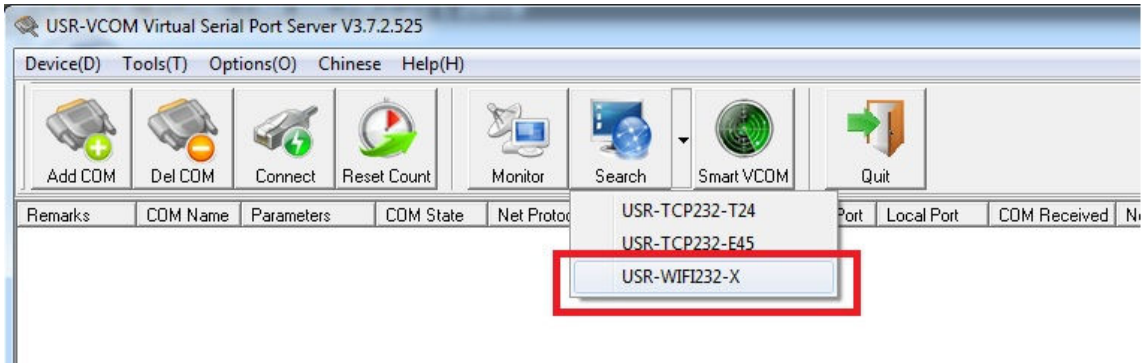 USR-VCOM Virtual Serial Port Server V3.7.2.525
Device(D) Tools(T) Options(O) Chinese Help(H)
Add COM Del COM Connect Reset Count Monitor Search Smart VCOM Quit
Remarks COM Name Parameters COM State Net Protoc Port Local Port COM Received
USR-TCP232-T24
USR-TCP232-E45
USR-WIFI232-X